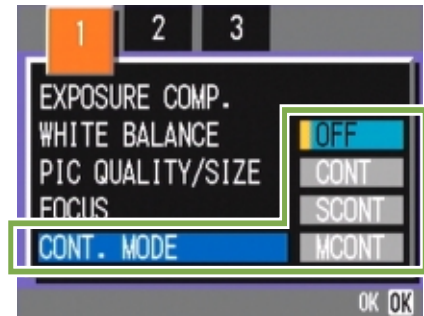 1 2 3
EXPOSURE COMP.
WHITE BALANCE OFF
PIC QUALITY/SIZE CONT
FOCUS SCONT
CONT. MODE MCONT
OK OK